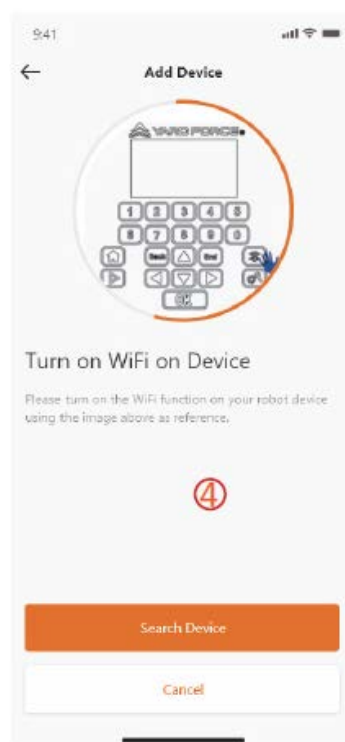 9:41
Add Device
YARD FORCE
1 2 3 4 5
6 7 8 9 0
Back
OK
Turn on WiFi on Device
Please turn on the WiFi function on your robot device
using the image above as reference.
④
Search Device
Cancel